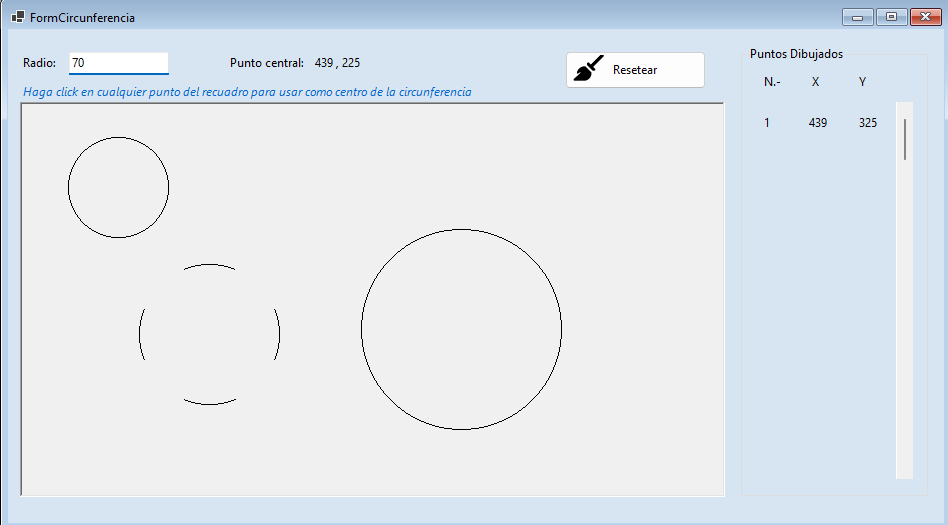 FormCircunferencia
Radio: 70 Punto central: 439 , 225 Resetear
Haga click en cualquier punto del recuadro para usar como centro de la circunferencia
Puntos Dibujados
N.- X Y
1 439 325